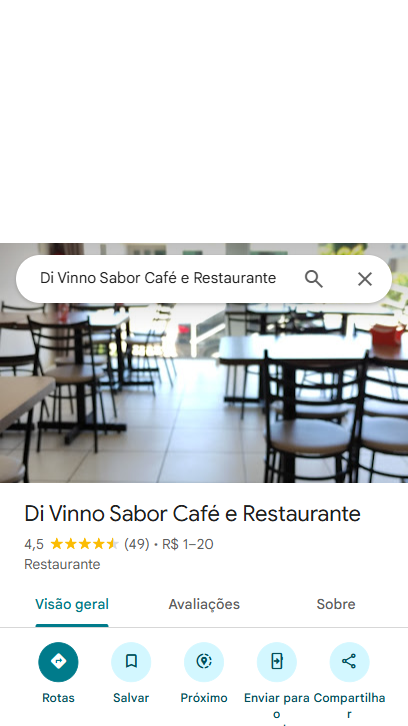 Di Vinno Sabor Café e Restaurante
Di Vinno Sabor Café e Restaurante
4,5 (49) · R$ 1–20
Restaurante
Visão geral Avaliações Sobre
Rotas Salvar Próximo Enviar para o Compartilhar